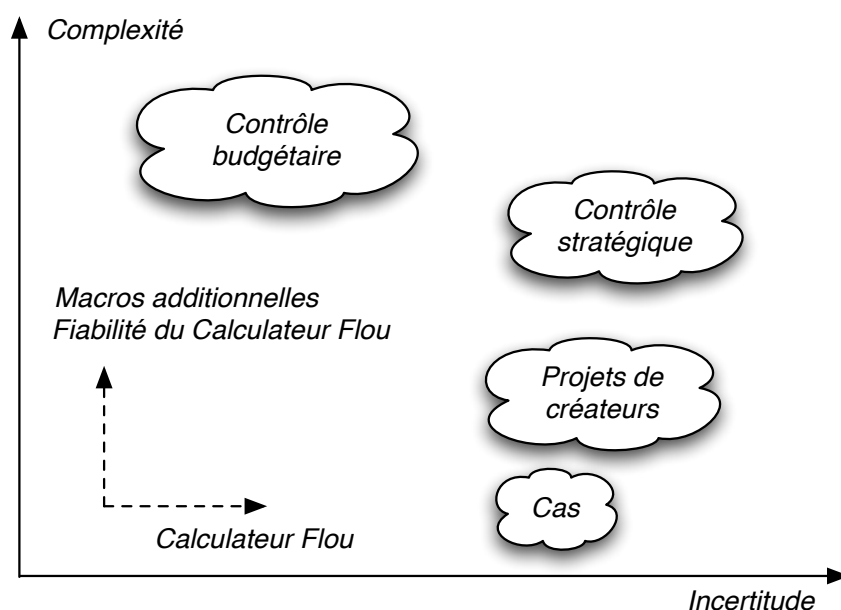 Complexité
Contrôle
budgétaire
Contrôle
stratégique
Macros additionnelles
Fiabilité du Calculateur Flou
Projets de
créateurs
Cas
Calculateur Flou
Incertitude